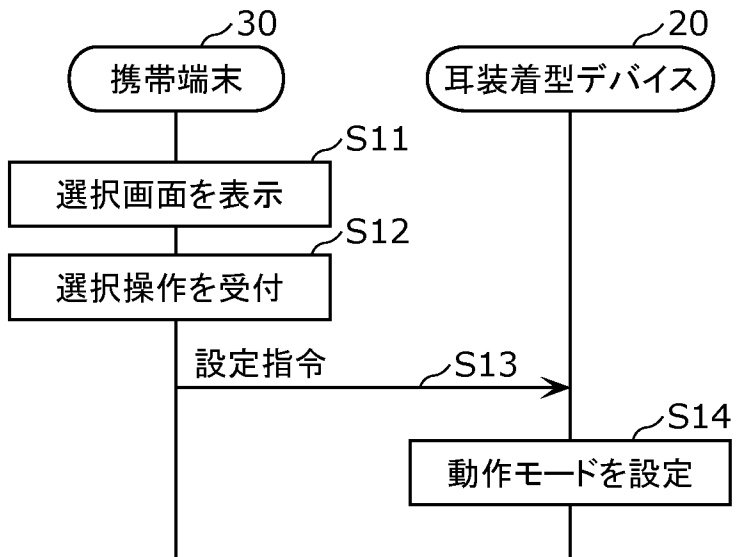 30
20
携帯端末
耳装着型デバイス
S11
選択画面を表示
S12
選択操作を受付
設定指令
S13
S14
動作モードを設定